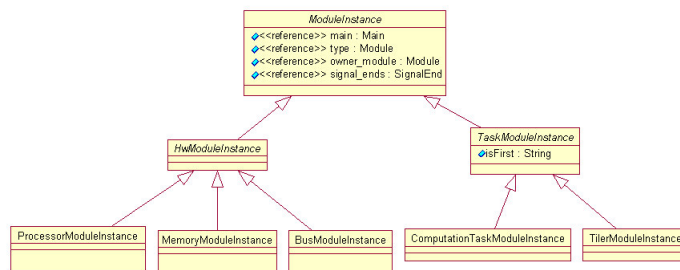 ModuleInstance
<<reference>> main : Main
<<reference>> type : Module
<<reference>> owner_module : Module
<<reference>> signal_ends : SignalEnd
HwModuleInstance
TaskModuleInstance
isFirst : String
ProcessorModuleInstance
MemoryModuleInstance
BusModuleInstance
ComputationTaskModuleInstance
TilerModuleInstance